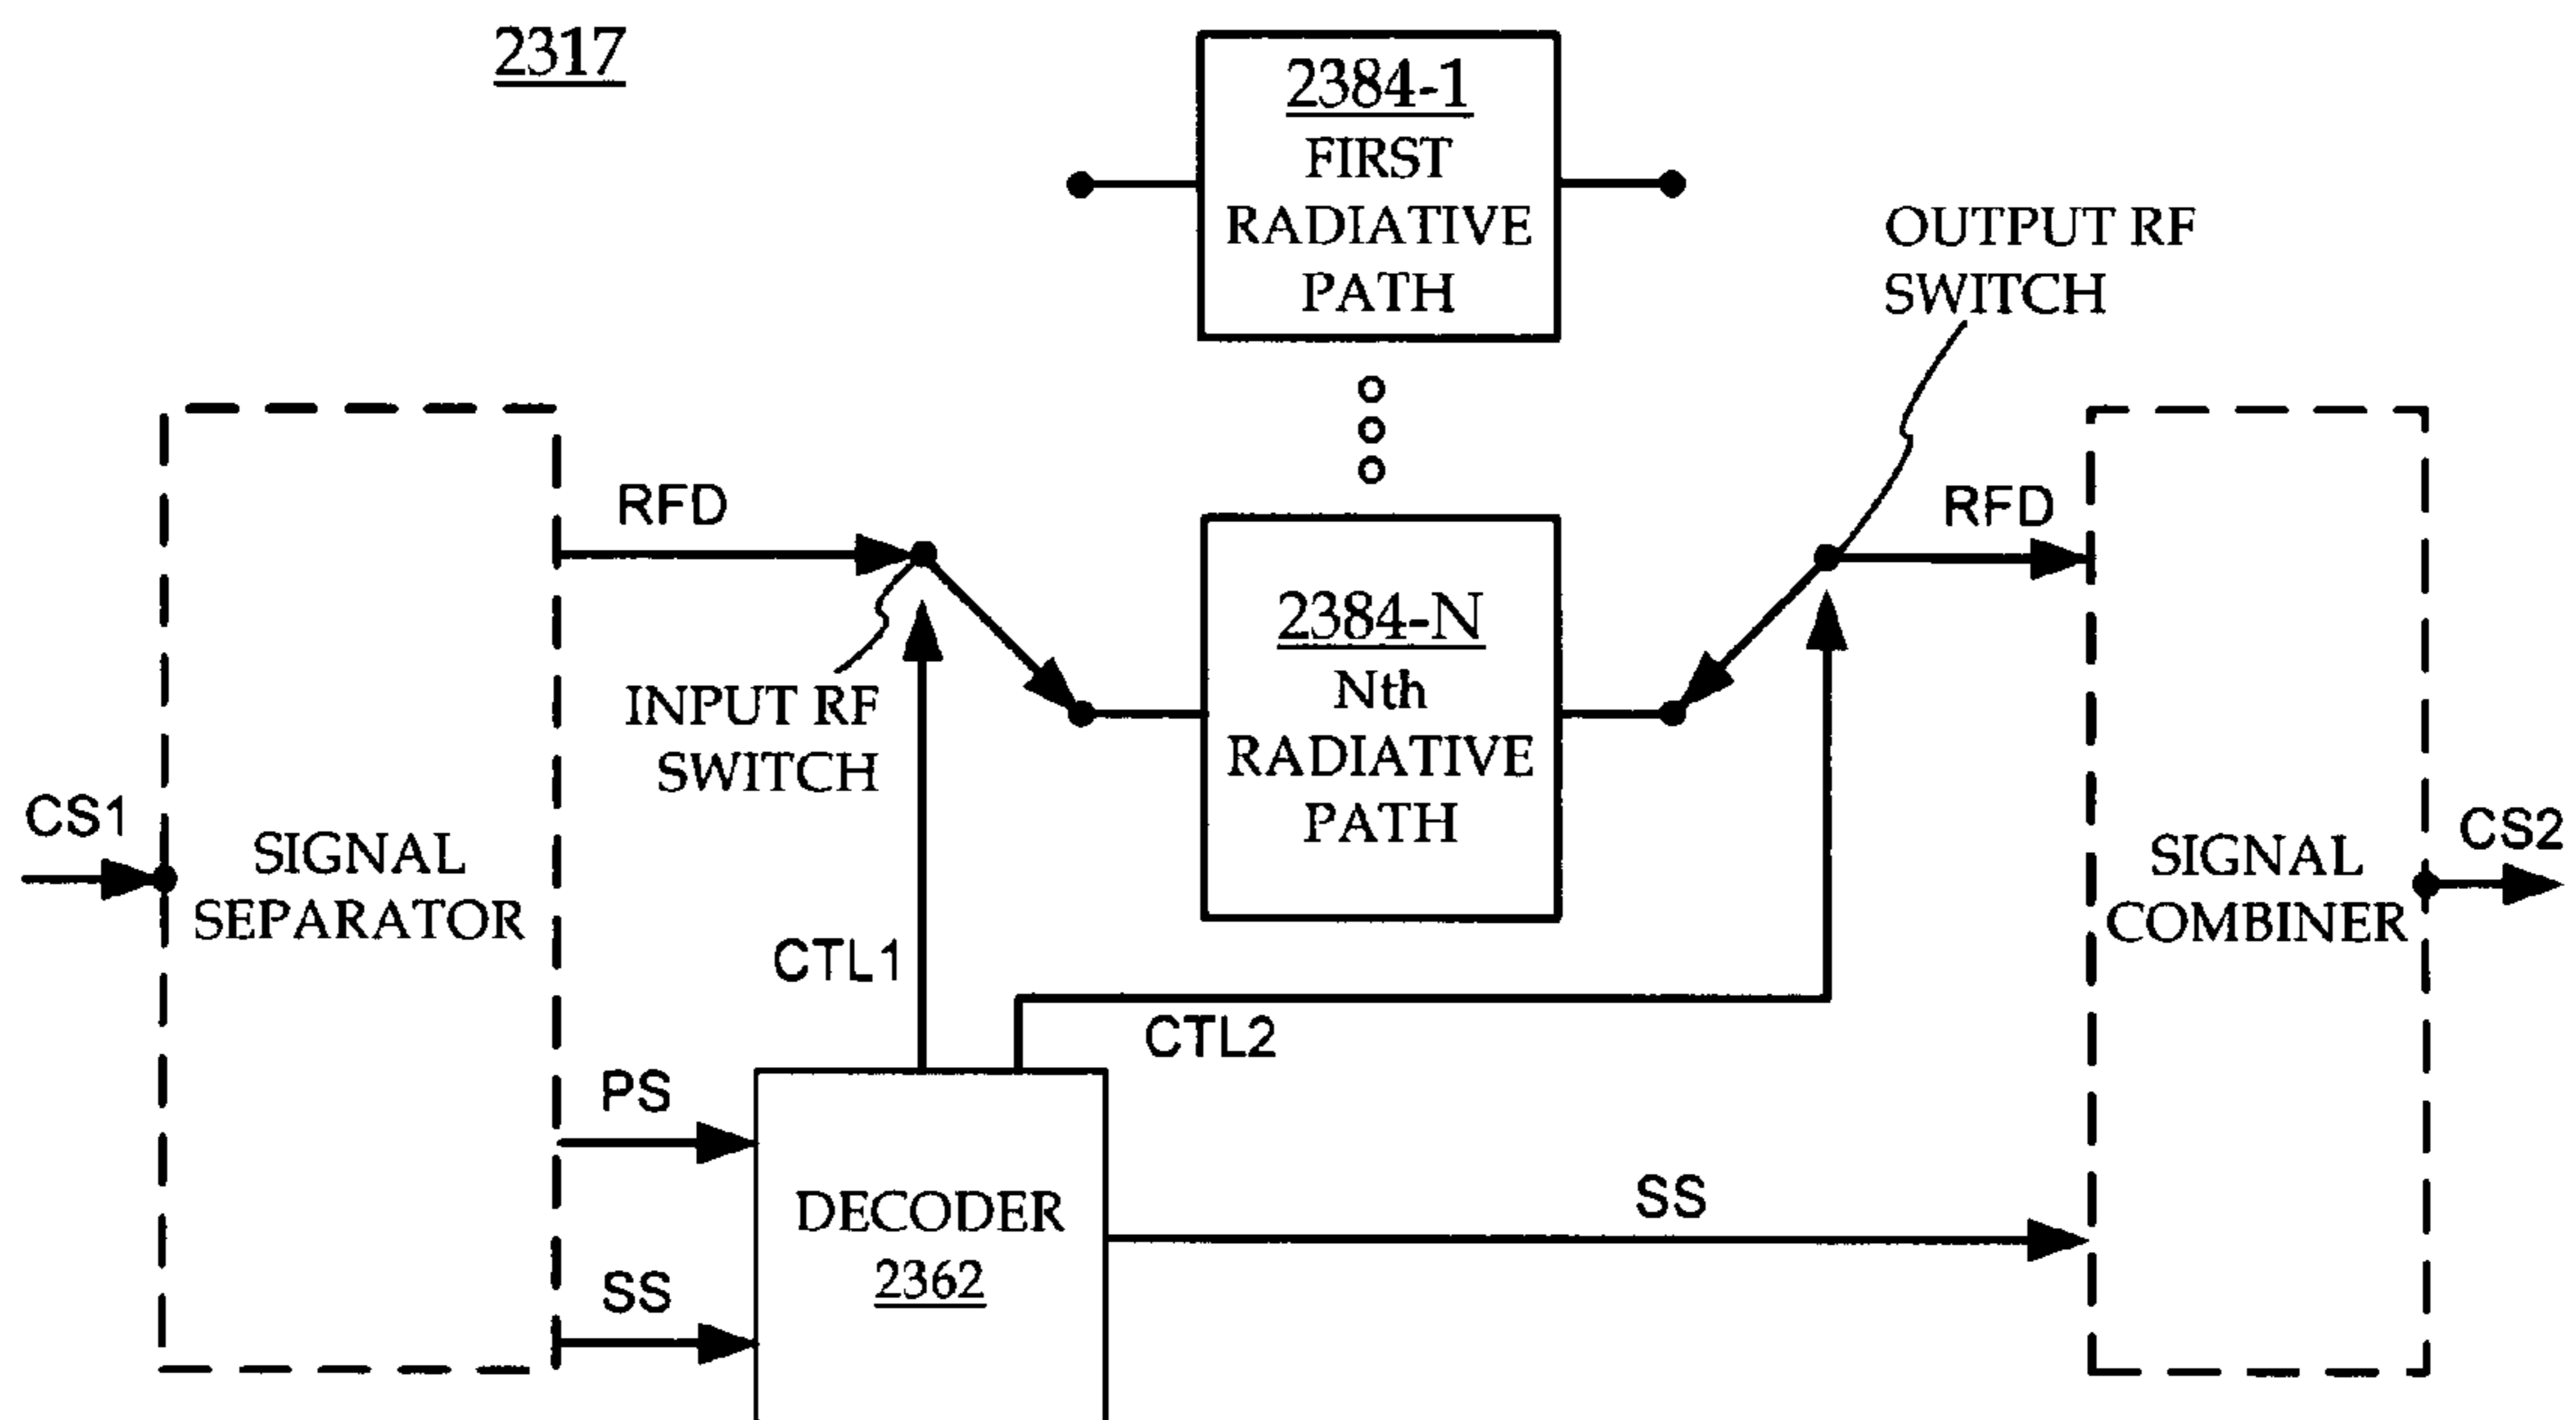 2317
2384-1
FIRST
RADIATIVE
PATH
OUTPUT RF
SWITCH
RFD
RFD
2384-N
Nth
RADIATIVE
PATH
INPUT RF
SWITCH
CS1
SIGNAL
SEPARATOR
CS2
SIGNAL
COMBINER
CTL1
CTL2
PS
SS
DECODER
2362
SS